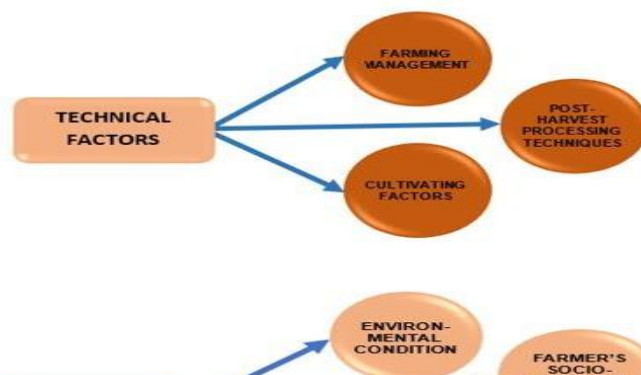 FARMING
MANAGEMENT
TECHNICAL
FACTORS
POST-
HARVEST
PROCESSING
TECHNIQUES
CULTIVATING
FACTORS
ENVIRON-
MENTAL
CONDITION
FARMER'S
SOCIO-